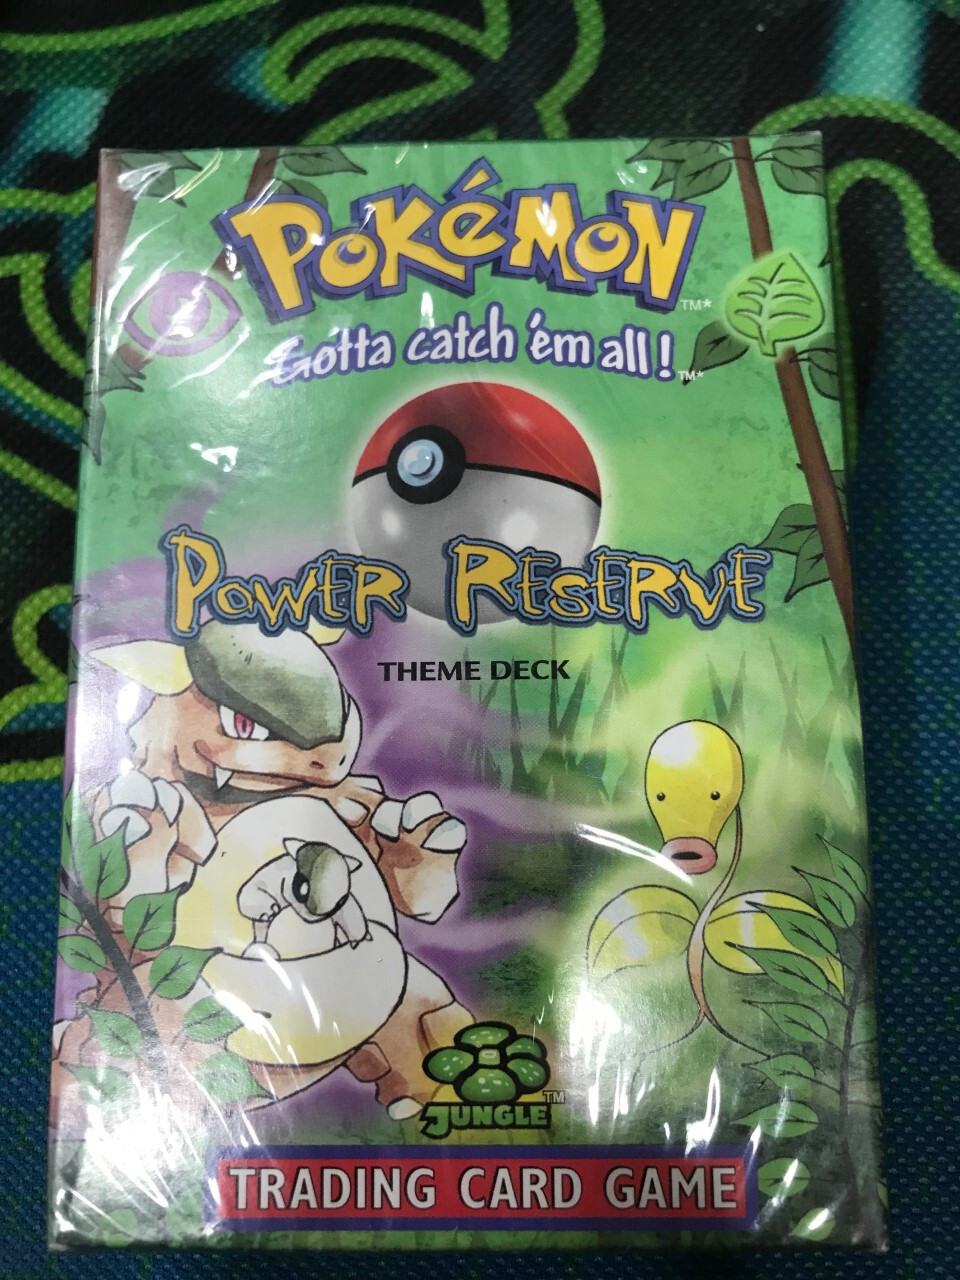 POKéMON
TM*
Gotta catch 'em all!
TM*
POWER RESERVE
THEME DECK
JUNGLE TM
TRADING CARD GAME